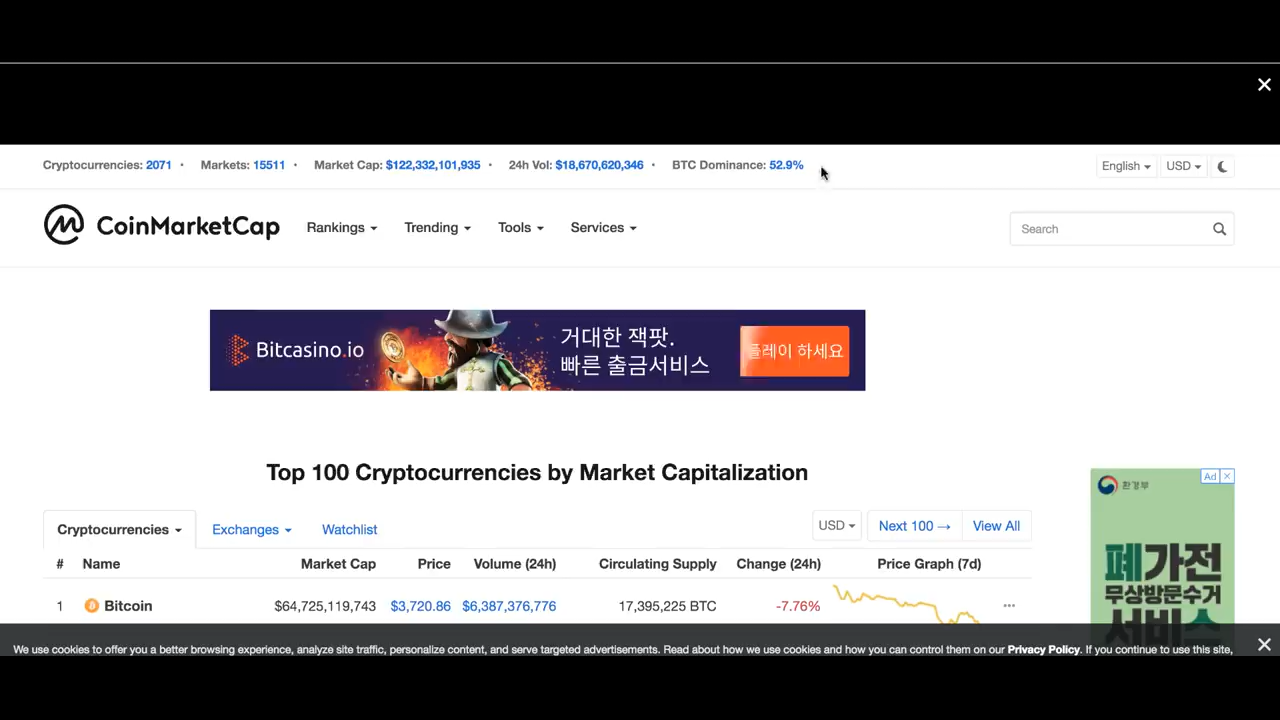 Cryptocurrencies: 2071 • Markets: 15511 • Market Cap: $122,332,101,935 • 24h Vol: $18,670,620,346 • BTC Dominance: 52.9%
English USD
CoinMarketCap Rankings Trending Tools Services Search
Bitcasino.io
거대한 잭팟.
빠른 출금서비스
플레이 하세요
Top 100 Cryptocurrencies by Market Capitalization
Ad
환경부
Cryptocurrencies Exchanges Watchlist USD Next 100 → View All
# Name Market Cap Price Volume (24h) Circulating Supply Change (24h) Price Graph (7d)
1 Bitcoin $64,725,119,743 $3,720.86 $6,387,376,776 17,395,225 BTC -7.76%
폐가전
무상방문수거
서비스
We use cookies to offer you a better browsing experience, analyze site traffic, personalize content, and serve targeted advertisements. Read about how we use cookies and how you can control them on our Privacy Policy. If you continue to use this site,